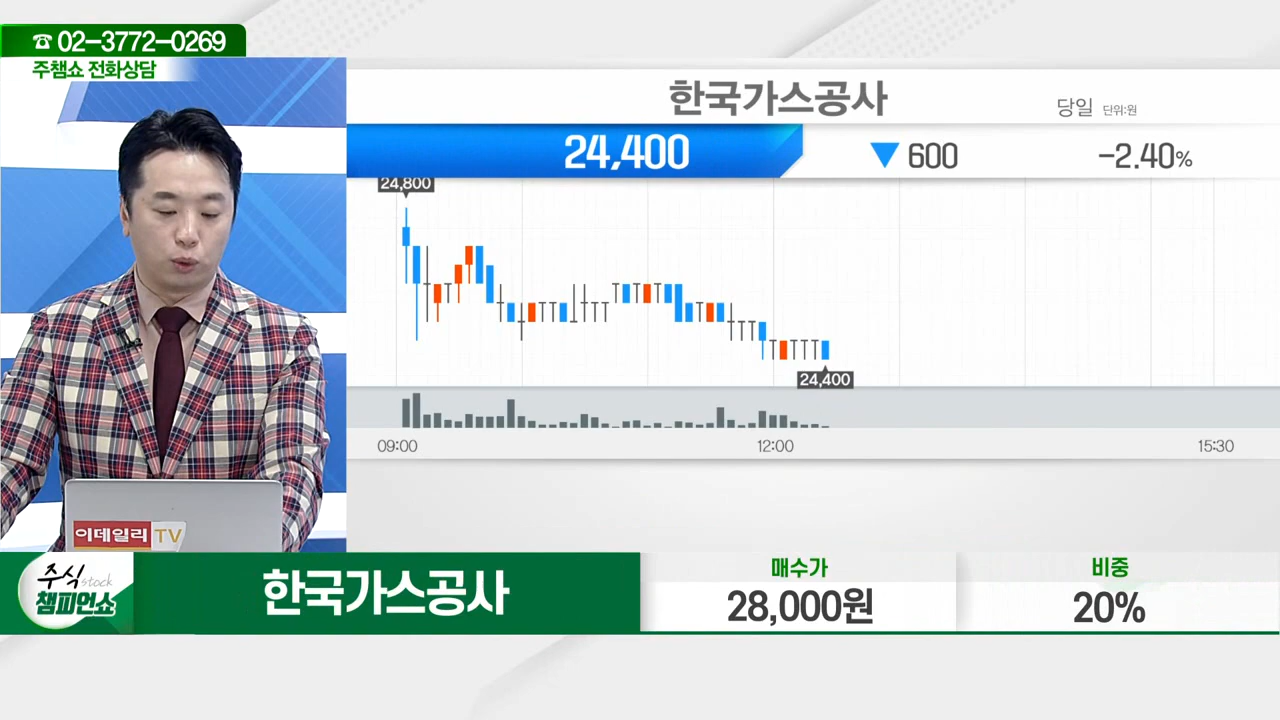 ☎ 02-3772-0269
주챔쇼 전화상담
한국가스공사
당일 단위:원
24,400 ▼ 600 -2.40%
24,800
24,400
09:00 12:00 15:30
이데일리 TV
주식 stock
챔피언쇼
한국가스공사
매수가
28,000원
비중
20%